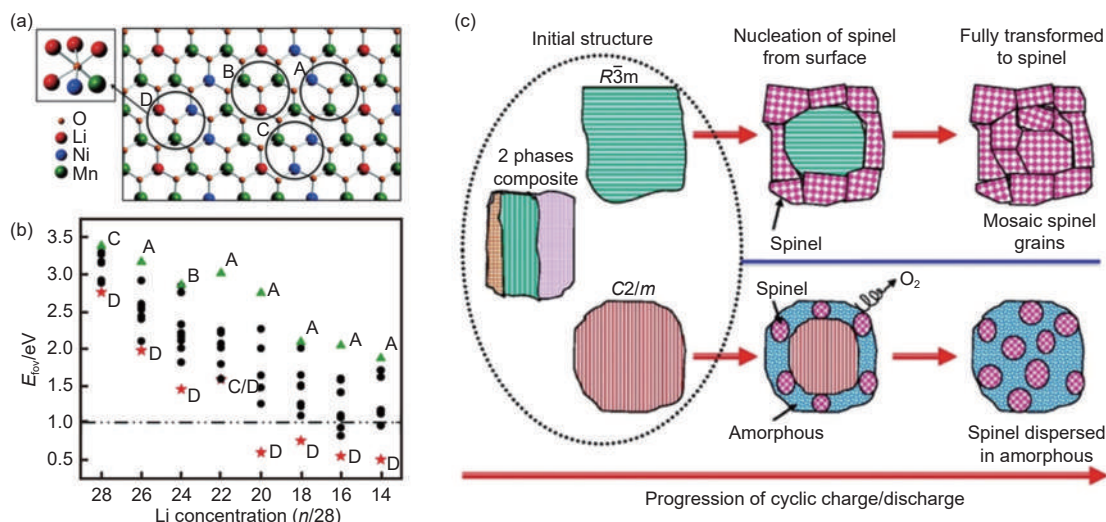 (a)
A
B
C
D
O
Li
Ni
Mn
(b)
E_fov/eV
3.5
3.0
2.5
2.0
1.5
1.0
0.5
C
A
B
A
A
A
A
A
D
D
D
C/D
D
D
D
D
28 26 24 22 20 18 16 14
Li concentration (n/28)
(c)
Initial structure
R3̅m
2 phases
composite
C2/m
Nucleation of spinel
from surface
Fully transformed
to spinel
Spinel
Mosaic spinel
grains
Spinel
O₂
Amorphous
Spinel dispersed
in amorphous
Progression of cyclic charge/discharge